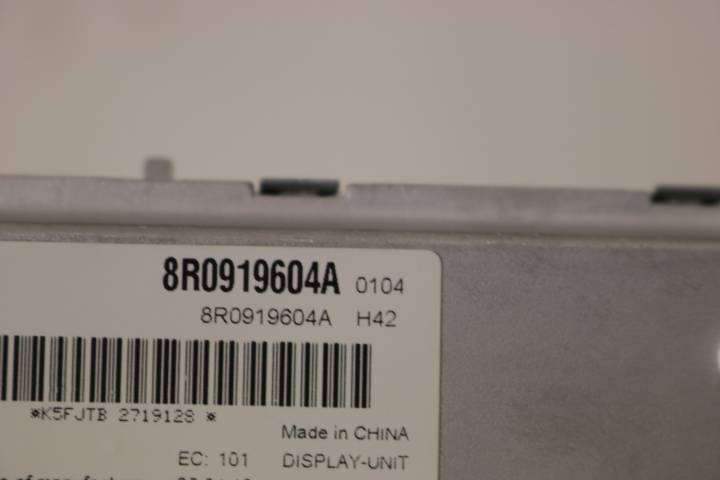 8R0919604A 0104
8R0919604A H42
*K5FJTB 2719128 *
Made in CHINA
EC: 101 DISPLAY-UNIT